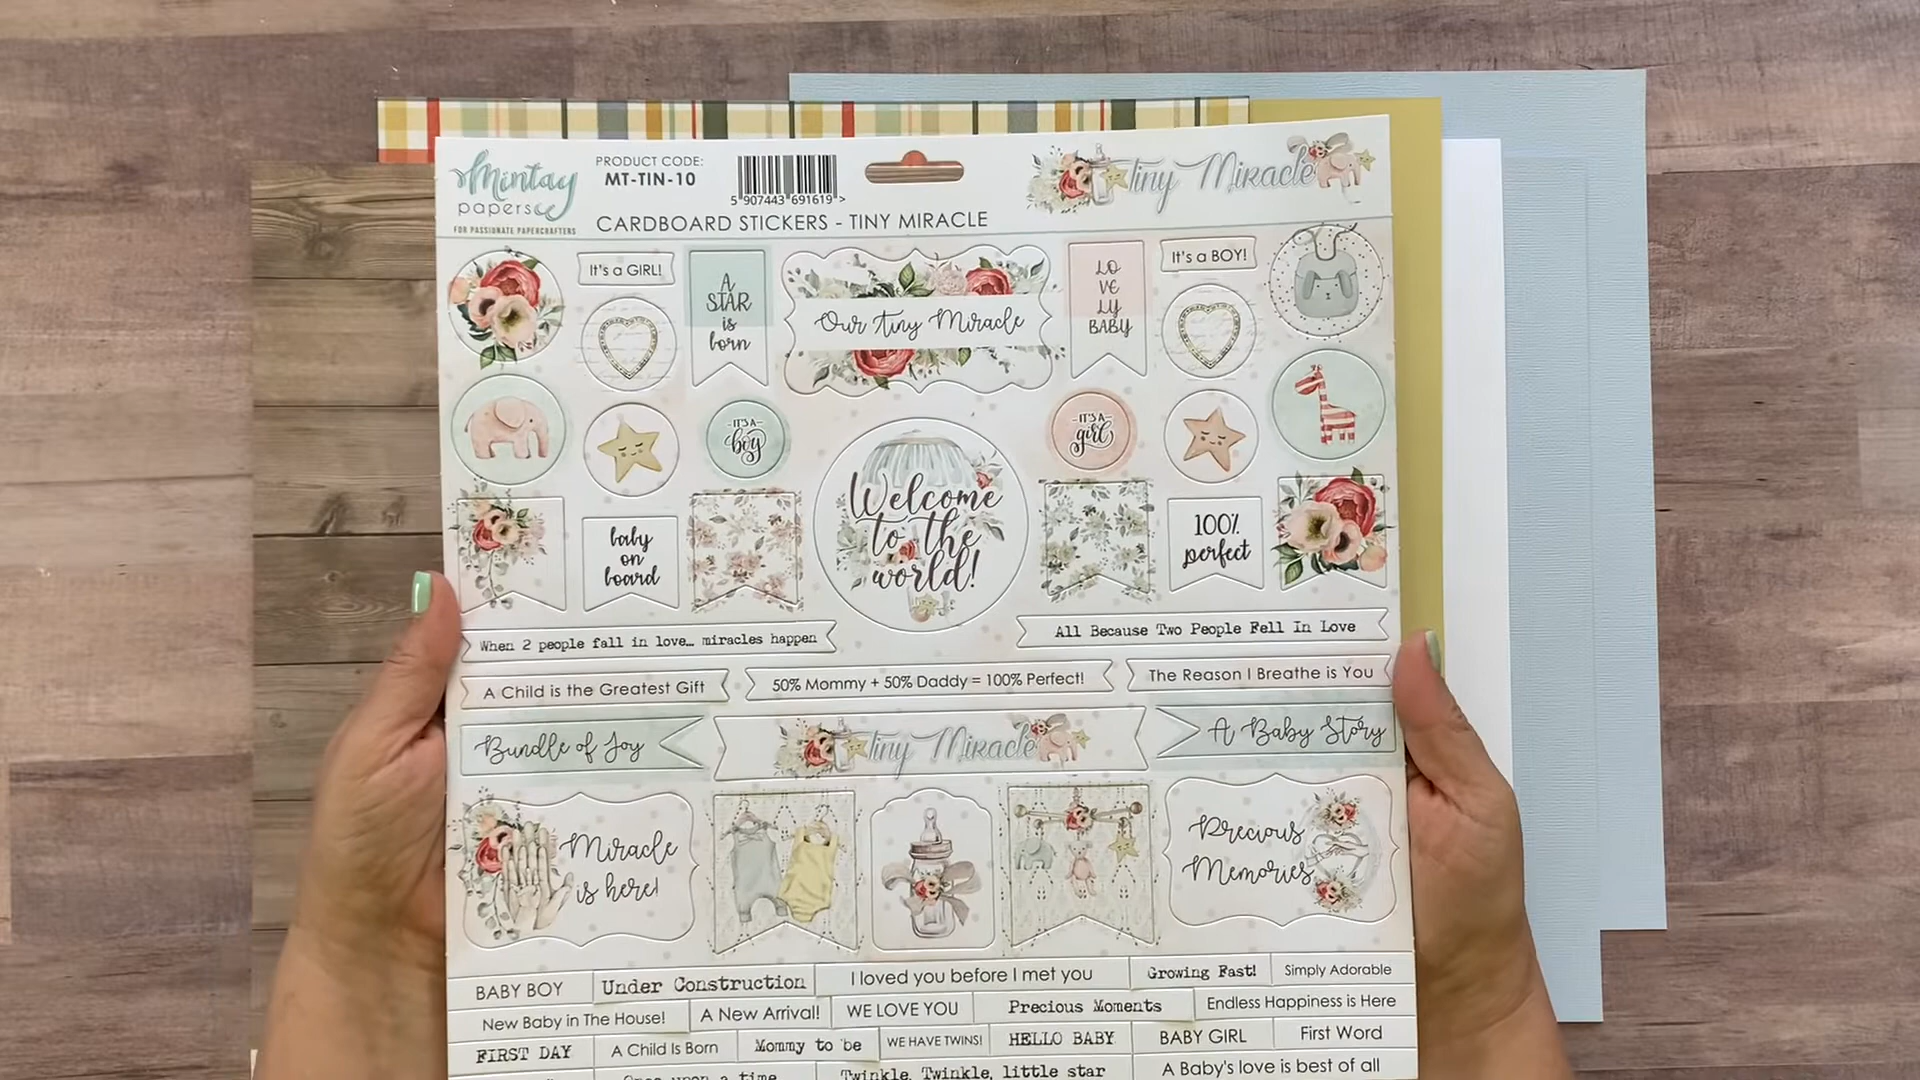 Mintay
papers
FOR PASSIONATE PAPERCRAFTERS
PRODUCT CODE:
MT-TIN-10
5 907443 691619 >
CARDBOARD STICKERS - TINY MIRACLE
Tiny Miracle
It's a GIRL!
A
STAR
is
born
Our Tiny Miracle
LO
VE
LY
BABY
It's a BOY!
IT'S A
boy
IT'S A
girl
baby
on
board
Welcome
to the
world!
100%
perfect
When 2 people fall in love... miracles happen
All Because Two People Fell In Love
A Child is the Greatest Gift
50% Mommy + 50% Daddy = 100% Perfect!
The Reason I Breathe is You
Bundle of Joy
Tiny Miracle
A Baby Story
Miracle
is here!
Precious
Memories
BABY BOY
Under Construction
I loved you before I met you
Growing Fast!
Simply Adorable
New Baby in The House!
A New Arrival!
WE LOVE YOU
Precious Moments
Endless Happiness is Here
FIRST DAY
A Child Is Born
Mommy to be
WE HAVE TWINS!
HELLO BABY
BABY GIRL
First Word
Once upon a time
Twinkle, Twinkle, little star
A Baby's love is best of all